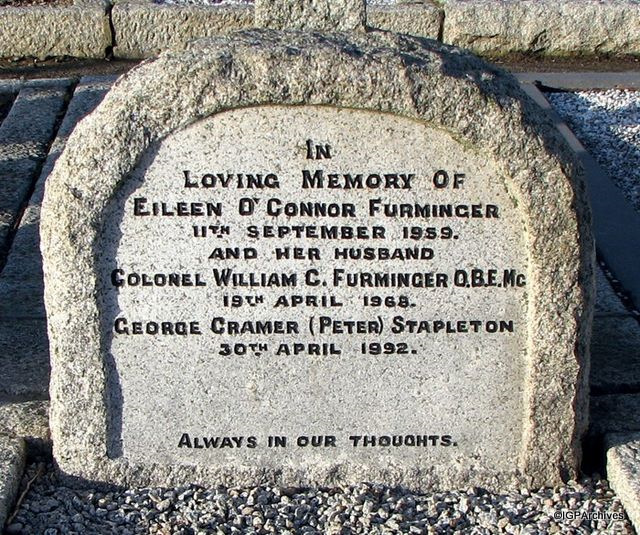 In
Loving Memory Of
Eileen O'Connor Furminger
11th September 1959.
and her husband
Colonel William C. Furminger O.B.E. Mc
19th April 1968.
George Cramer (Peter) Stapleton
30th April 1992.
Always in our thoughts.
©IGPArchives